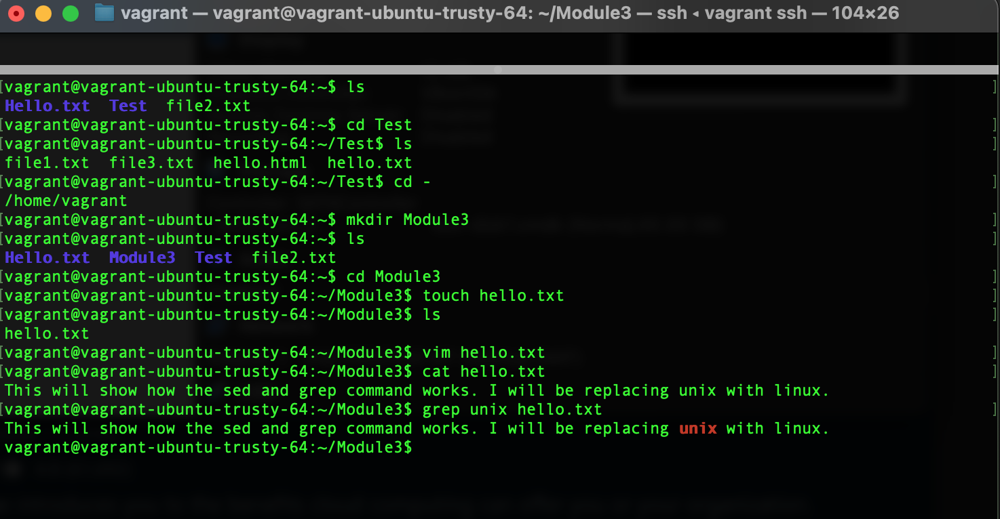 vagrant — vagrant@vagrant-ubuntu-trusty-64: ~/Module3 — ssh ◂ vagrant ssh — 104×26
[vagrant@vagrant-ubuntu-trusty-64:~$ ls ]
Hello.txt  Test  file2.txt
[vagrant@vagrant-ubuntu-trusty-64:~$ cd Test ]
[vagrant@vagrant-ubuntu-trusty-64:~/Test$ ls ]
file1.txt  file3.txt  hello.html  hello.txt
[vagrant@vagrant-ubuntu-trusty-64:~/Test$ cd - ]
/home/vagrant
[vagrant@vagrant-ubuntu-trusty-64:~$ mkdir Module3 ]
[vagrant@vagrant-ubuntu-trusty-64:~$ ls ]
Hello.txt  Module3  Test  file2.txt
[vagrant@vagrant-ubuntu-trusty-64:~$ cd Module3 ]
[vagrant@vagrant-ubuntu-trusty-64:~/Module3$ touch hello.txt ]
[vagrant@vagrant-ubuntu-trusty-64:~/Module3$ ls ]
hello.txt
[vagrant@vagrant-ubuntu-trusty-64:~/Module3$ vim hello.txt ]
[vagrant@vagrant-ubuntu-trusty-64:~/Module3$ cat hello.txt ]
This will show how the sed and grep command works. I will be replacing unix with linux.
[vagrant@vagrant-ubuntu-trusty-64:~/Module3$ grep unix hello.txt ]
This will show how the sed and grep command works. I will be replacing unix with linux.
vagrant@vagrant-ubuntu-trusty-64:~/Module3$